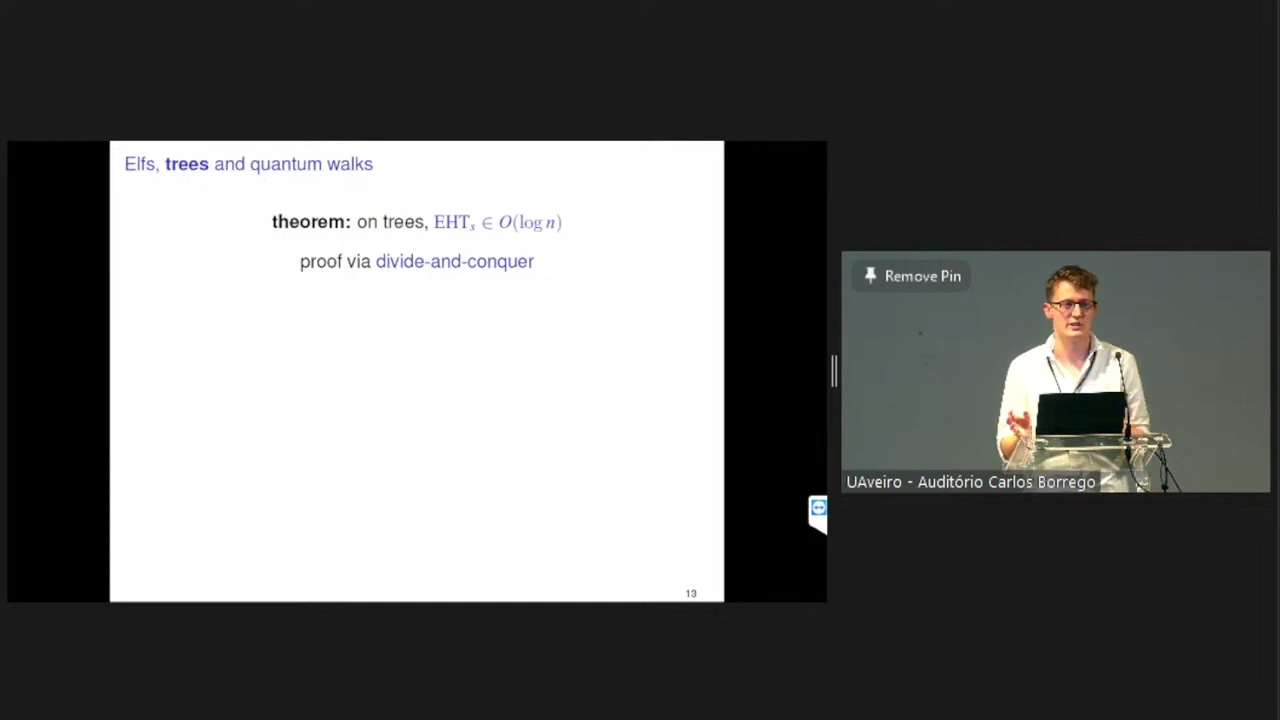 Elfs, trees and quantum walks
theorem: on trees, EHTₛ ∈ O(log n)
proof via divide-and-conquer
13
Remove Pin
UAveiro - Auditório Carlos Borrego